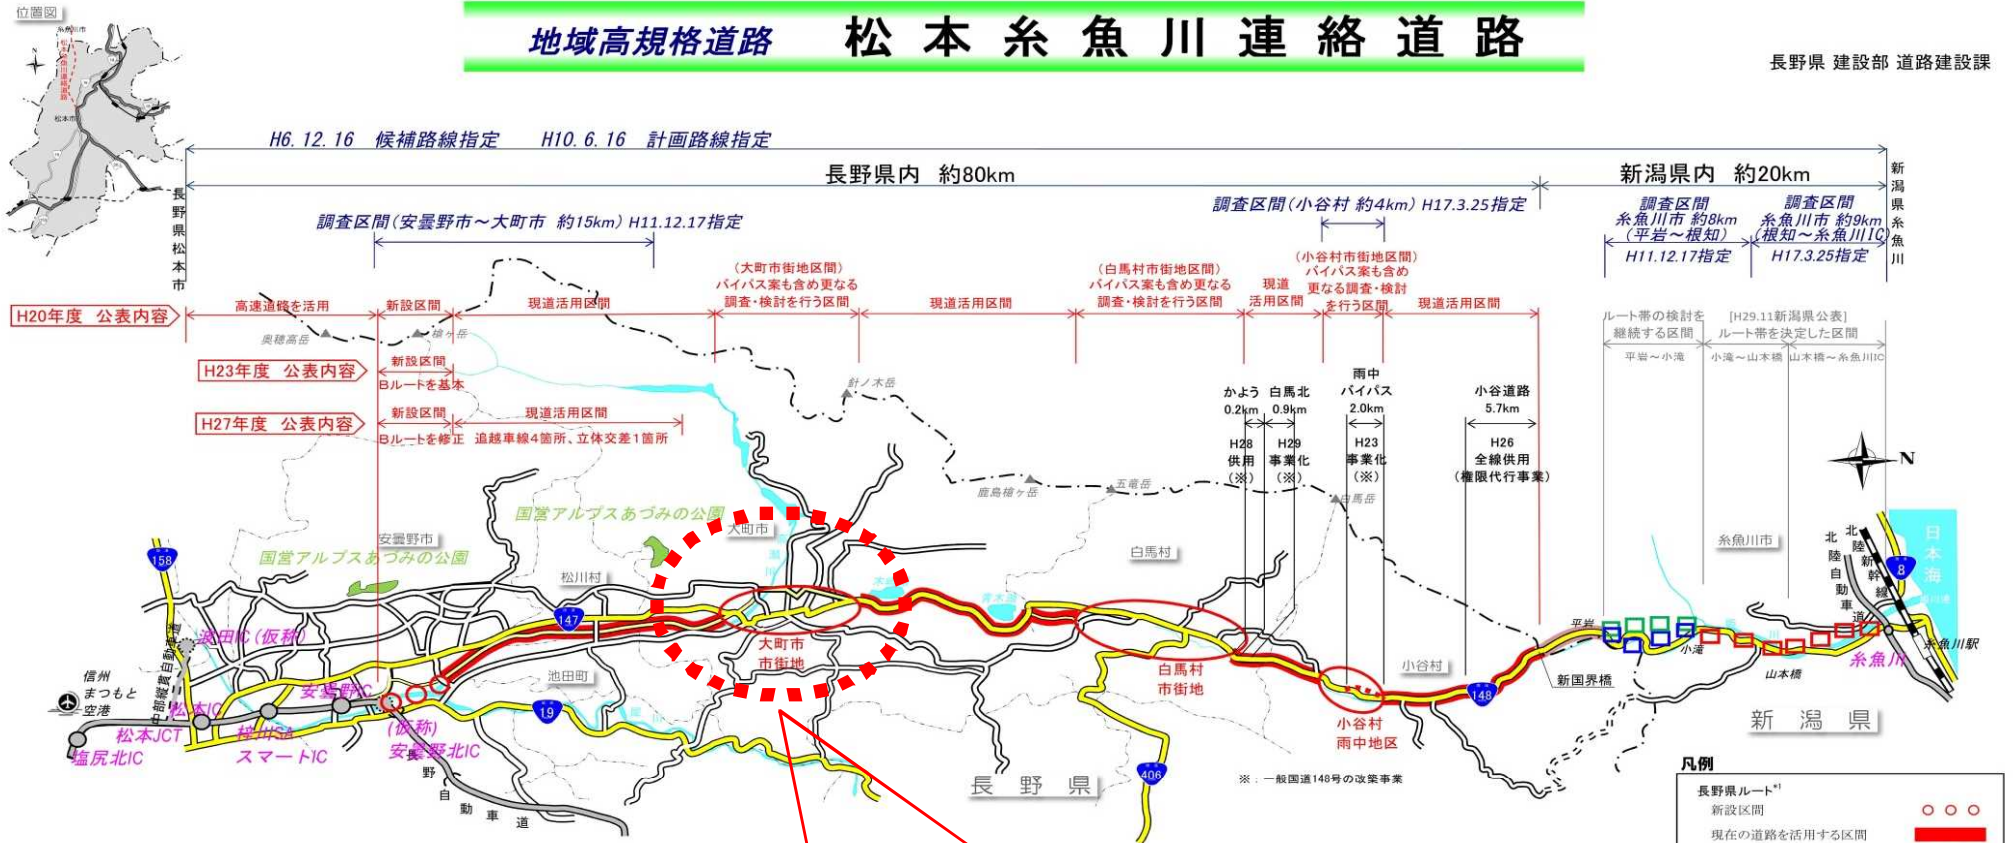 位置図
糸魚川市
松本糸魚川連絡道路
松本市
地域高規格道路 松本糸魚川連絡道路
長野県 建設部 道路建設課
H6.12.16 候補路線指定 H10.6.16 計画路線指定
長野県内 約80km
新潟県内 約20km
長野県松本市
新潟県糸魚川
調査区間(安曇野市～大町市 約15km) H11.12.17指定
調査区間(小谷村 約4km) H17.3.25指定
調査区間
糸魚川市 約8km
(平岩～根知)
H11.12.17指定
調査区間
糸魚川市 約9km
(根知～糸魚川IC)
H17.3.25指定
H20年度 公表内容
高速道路を活用
新設区間
現道活用区間
(大町市街地区間)
バイパス案も含め更なる
調査・検討を行う区間
現道活用区間
(白馬村市街地区間)
バイパス案も含め更なる
調査・検討を行う区間
現道
活用区間
(小谷村市街地区間)
バイパス案も含め
更なる調査・検討
を行う区間
現道活用区間
ルート帯の検討を
継続する区間
[H29.11新潟県公表]
ルート帯を決定した区間
平岩～小滝
小滝～山本橋
山本橋～糸魚川IC
H23年度 公表内容
新設区間
Bルートを基本
H27年度 公表内容
新設区間
Bルートを修正
現道活用区間
追越車線4箇所、立体交差1箇所
奥穂高岳
槍ヶ岳
針ノ木岳
鹿島槍ヶ岳
五竜岳
白馬岳
かよう
0.2km
H28
供用
(※)
白馬北
0.9km
H29
事業化
(※)
雨中
バイパス
2.0km
H23
事業化
(※)
小谷道路
5.7km
H26
全線供用
(権限代行事業)
N
国営アルプスあづみの公園
国営アルプスあづみの公園
安曇野市
松川村
大町市
池田町
白馬村
小谷村
糸魚川市
158
147
19
406
148
8
木崎湖
青木湖
大町市
市街地
白馬村
市街地
小谷村
雨中地区
平岩
小滝
山本橋
新国界橋
糸魚川
糸魚川駅
北陸自動車道
北陸新幹線
日本海
新潟県
長野県
波田IC(仮称)
中部縦貫自動車道
信州
まつもと
空港
松本IC
松本JCT
塩尻北IC
梓川SA
スマートIC
安曇野IC
(仮称)
安曇野北IC
長野自動車道
※：一般国道148号の改築事業
凡例
長野県ルート*1
新設区間
現在の道路を活用する区間